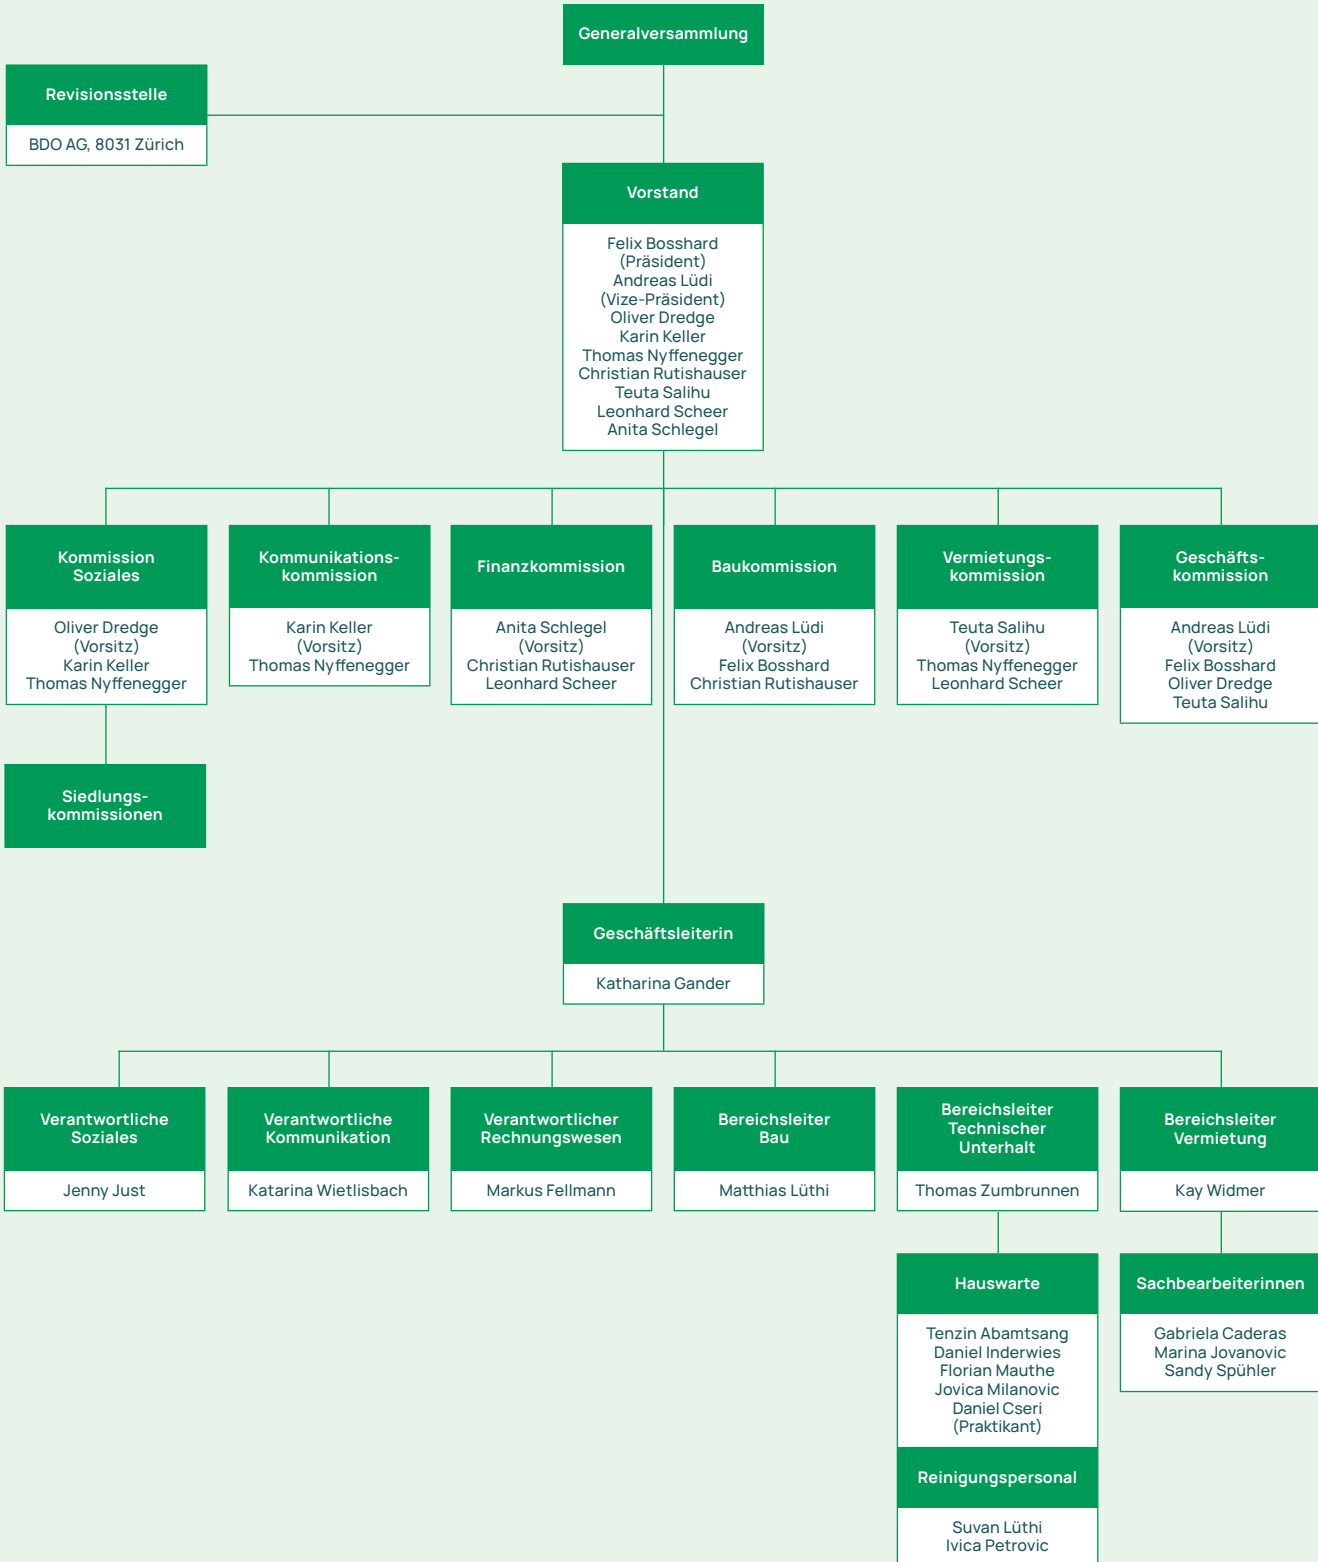 Generalversammlung
Revisionsstelle
BDO AG, 8031 Zürich
Vorstand
Felix Bosshard
(Präsident)
Andreas Lüdi
(Vize-Präsident)
Oliver Dredge
Karin Keller
Thomas Nyffenegger
Christian Rutishauser
Teuta Salihu
Leonhard Scheer
Anita Schlegel
Kommission
Soziales
Oliver Dredge
(Vorsitz)
Karin Keller
Thomas Nyffenegger
Kommunikations-
kommission
Karin Keller
(Vorsitz)
Thomas Nyffenegger
Finanzkommission
Anita Schlegel
(Vorsitz)
Christian Rutishauser
Leonhard Scheer
Baukommission
Andreas Lüdi
(Vorsitz)
Felix Bosshard
Christian Rutishauser
Vermietungs-
kommission
Teuta Salihu
(Vorsitz)
Thomas Nyffenegger
Leonhard Scheer
Geschäfts-
kommission
Andreas Lüdi
(Vorsitz)
Felix Bosshard
Oliver Dredge
Teuta Salihu
Siedlungs-
kommissionen
Geschäftsleiterin
Katharina Gander
Verantwortliche
Soziales
Jenny Just
Verantwortliche
Kommunikation
Katarina Wietlisbach
Verantwortlicher
Rechnungswesen
Markus Fellmann
Bereichsleiter
Bau
Matthias Lüthi
Bereichsleiter
Technischer
Unterhalt
Thomas Zumbrunnen
Bereichsleiter
Vermietung
Kay Widmer
Hauswarte
Tenzin Abamtsang
Daniel Inderwies
Florian Mauthe
Jovica Milanovic
Daniel Cseri
(Praktikant)
Reinigungspersonal
Suvan Lüthi
Ivica Petrovic
Sachbearbeiterinnen
Gabriela Caderas
Marina Jovanovic
Sandy Spühler